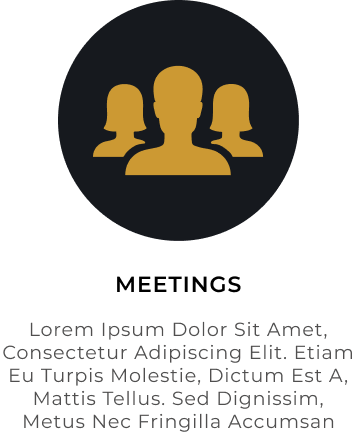 MEETINGS
Lorem Ipsum Dolor Sit Amet,
Consectetur Adipiscing Elit. Etiam
Eu Turpis Molestie, Dictum Est A,
Mattis Tellus. Sed Dignissim,
Metus Nec Fringilla Accumsan